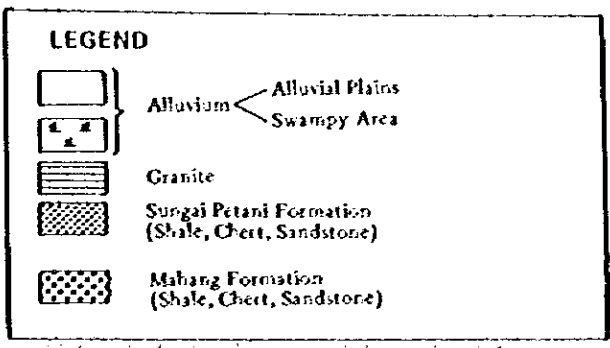 LEGEND
Alluvium
Alluvial Plains
Swampy Area
Granite
Sungai Petani Formation
(Shale, Chert, Sandstone)
Mahang Formation
(Shale, Chert, Sandstone)